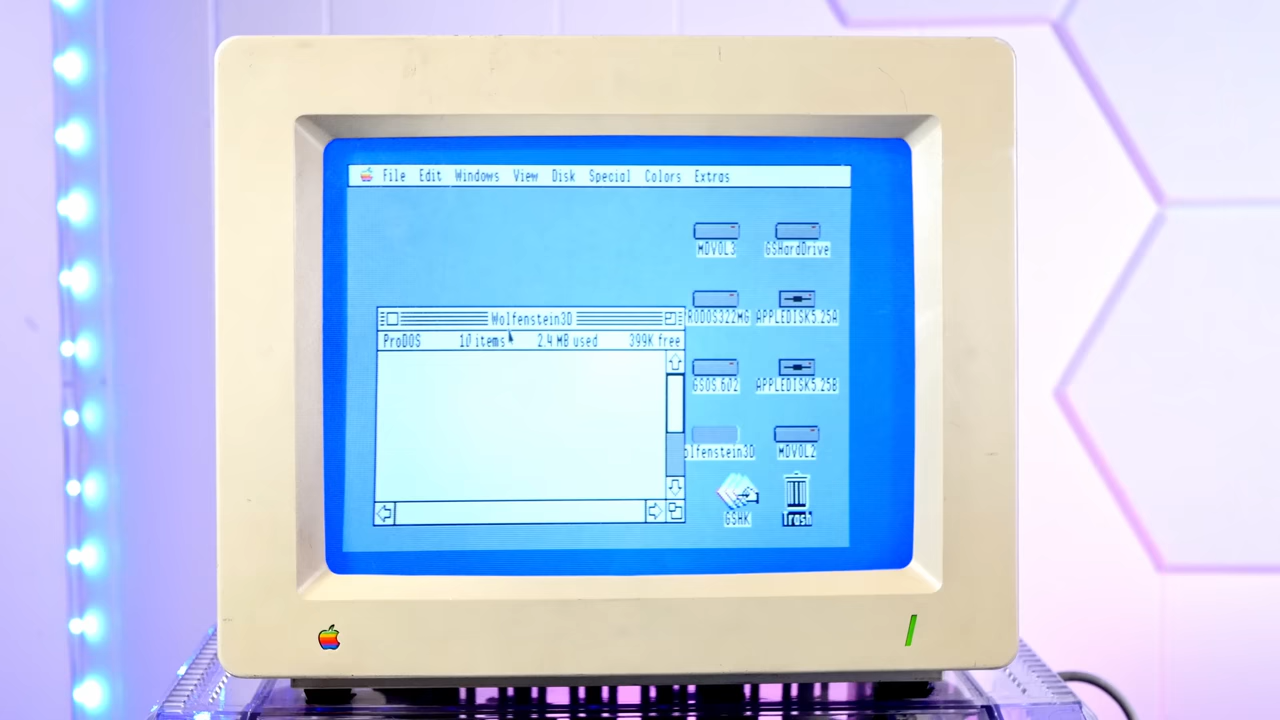 File Edit Windows View Disk Special Colors Extras
MDVOL3 GSHardDrive
RODOS322MG APPLEDISK5.25A
Wolfenstein3D
ProDOS 10 items 2.4 MB used 399K free
GSOS.602 APPLEDISK5.25B
olfenstein3D MDVOL2
GSHK Trash